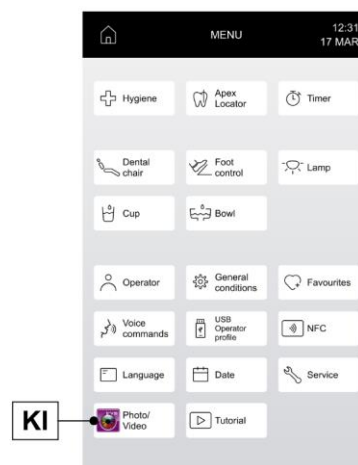 MENU
12:31
17 MAR
Hygiene
Apex
Locator
Timer
Dental
chair
Foot
control
Lamp
Cup
Bowl
Operator
General
conditions
Favourites
Voice
commands
USB
Operator
profile
NFC
Language
Date
Service
KI
Photo/
Video
Tutorial